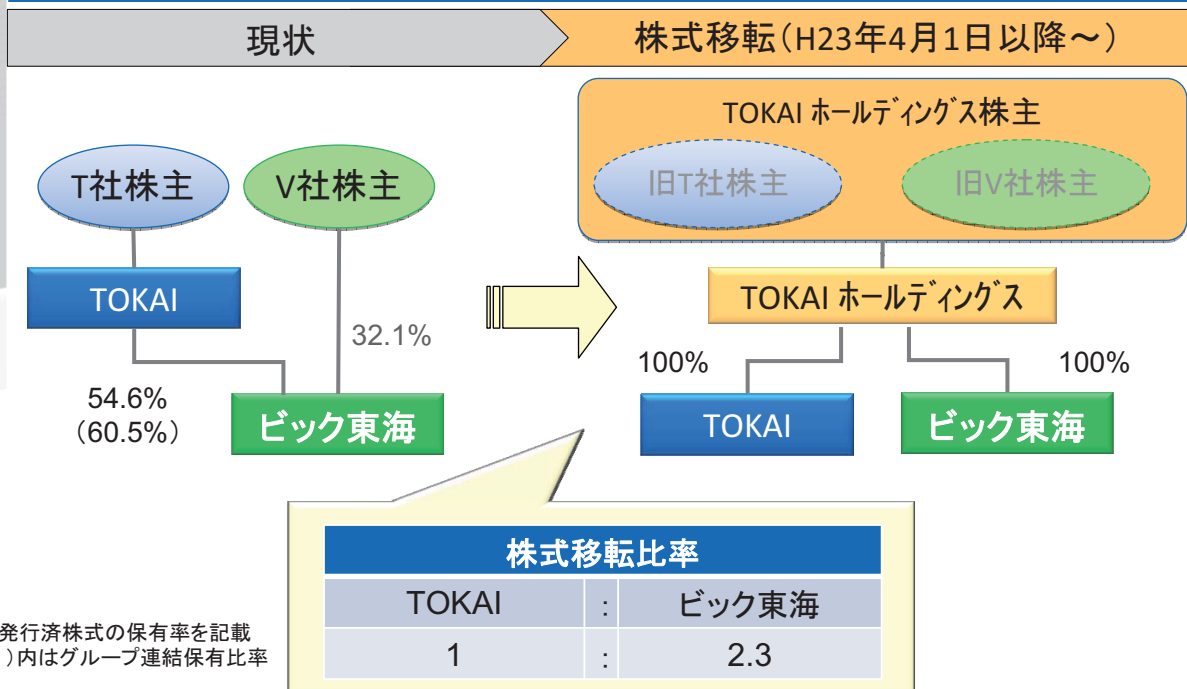 現状
株式移転(H23年4月1日以降～)
T社株主
V社株主
TOKAI
32.1%
54.6%
(60.5%)
ビック東海
TOKAI ホールディングス株主
旧T社株主
旧V社株主
TOKAI ホールディングス
100%
100%
TOKAI
ビック東海
株式移転比率
TOKAI : ビック東海
1 : 2.3
発行済株式の保有率を記載
)内はグループ連結保有比率